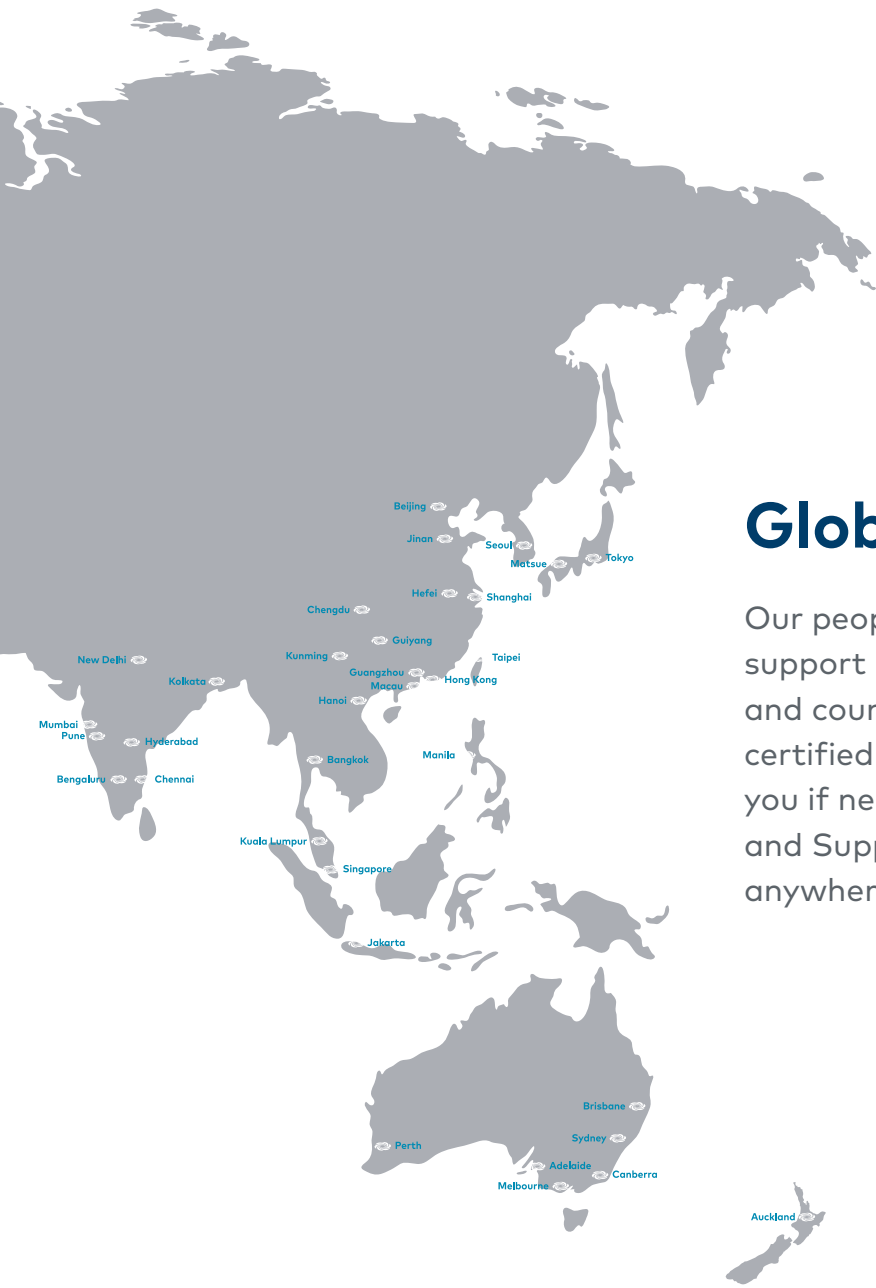 Beijing
Jinan
Seoul
Matsue
Tokyo
Hefei
Shanghai
Chengdu
Guiyang
Kunming
Taipei
New Delhi
Guangzhou
Hong Kong
Kolkata
Macau
Hanoi
Mumbai
Pune
Hyderabad
Bangkok
Manila
Bengaluru
Chennai
Kuala Lumpur
Singapore
Jakarta
Brisbane
Sydney
Perth
Adelaide
Canberra
Melbourne
Auckland
Glob
Our peop
support
and coun
certified
you if ne
and Supp
anywher